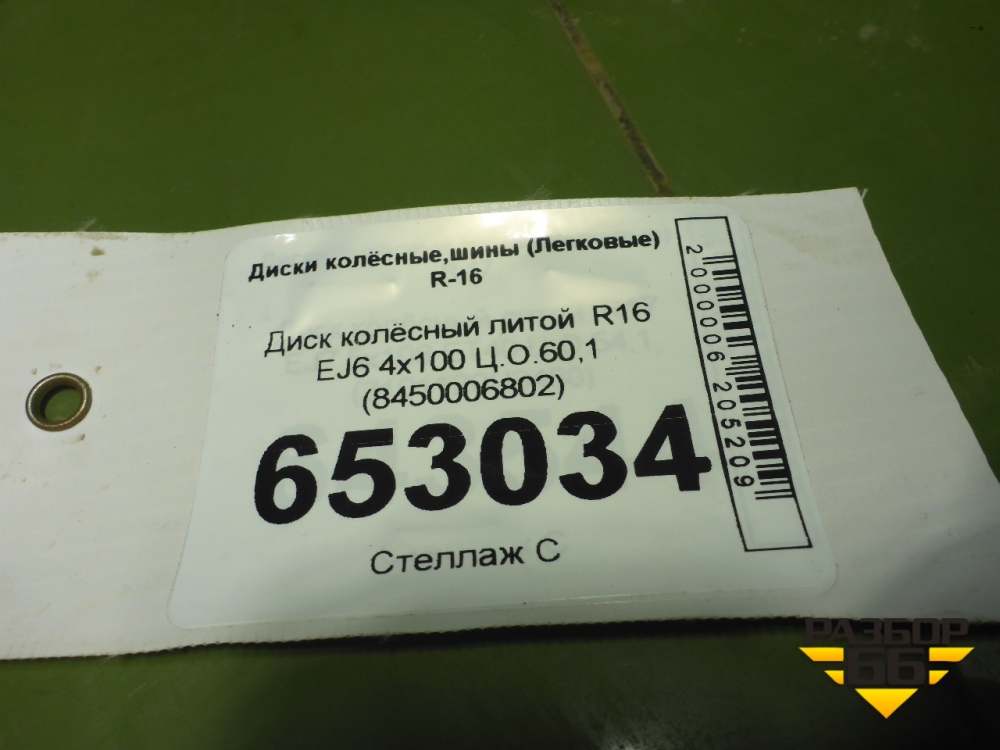 Диски колёсные,шины (Легковые)
R-16
Диск колёсный литой R16
EJ6 4x100 Ц.О.60,1
(8450006802)
653034
Стеллаж С
2000006205209
РАЗБОР
66